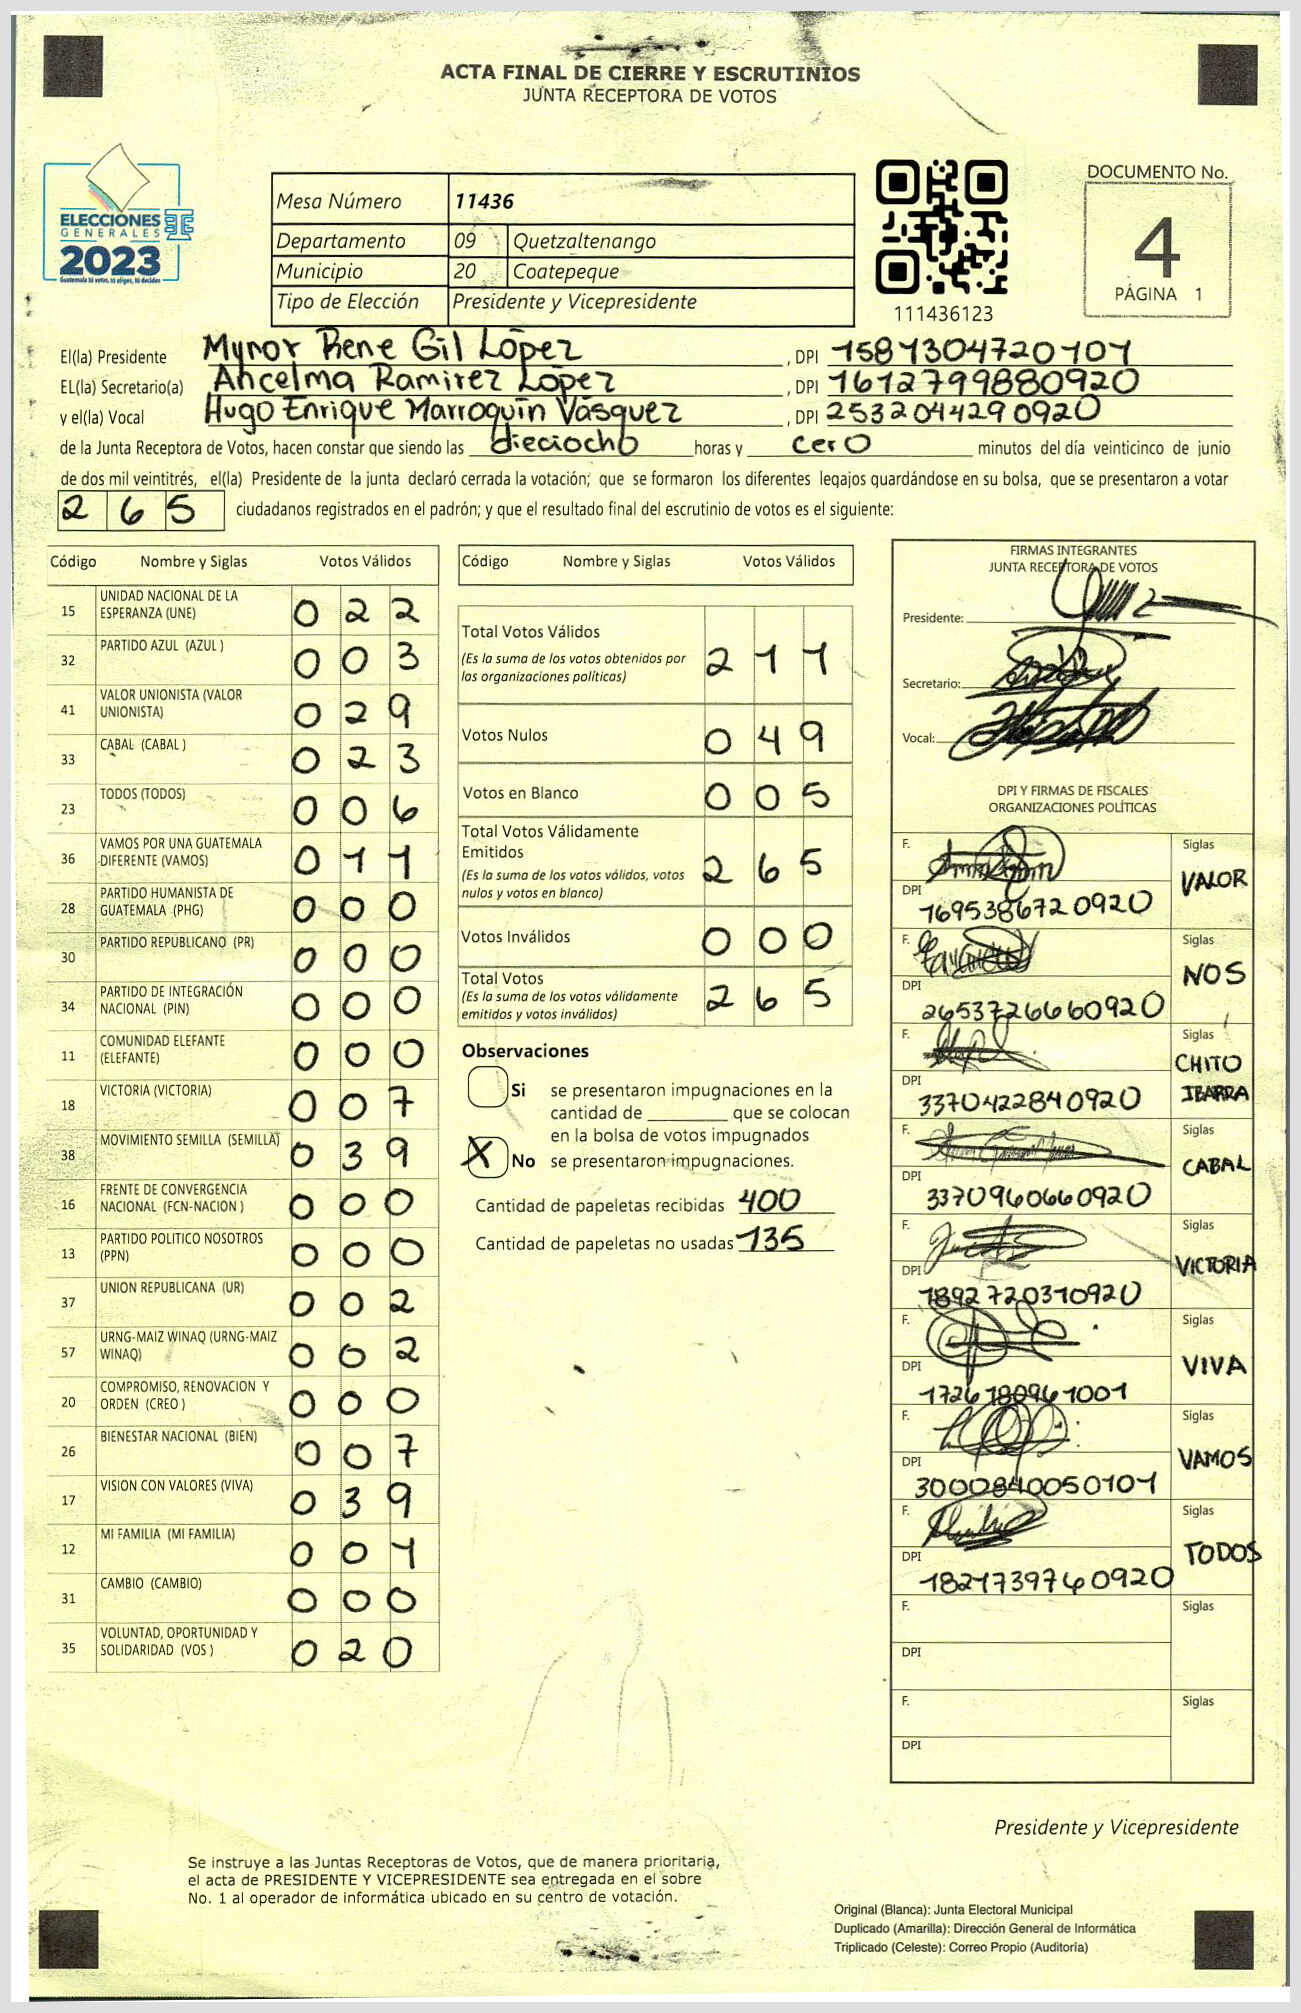 ACTA FINAL DE CIERRE Y ESCRUTINIOS
JUNTA RECEPTORA DE VOTOS
ELECCIONES
GENERALES
2023
Guatemala tú votas, tú eliges, tú decides
Mesa Número 11436
Departamento 09 Quetzaltenango
Municipio 20 Coatepeque
Tipo de Elección Presidente y Vicepresidente
111436123
DOCUMENTO No.
4
PÁGINA 1
El(la) Presidente Mynor Rene Gil López, DPI 1581304720101
EL(la) Secretario(a) Ancelma Ramirez López, DPI 1612799880920
y el(la) Vocal Hugo Enrique Marroquín Vásquez, DPI 2532044290920
de la Junta Receptora de Votos, hacen constar que siendo las dieciocho horas y cero minutos del día veinticinco de junio
de dos mil veintitrés, el(la) Presidente de la junta declaró cerrada la votación; que se formaron los diferentes legajos guardándose en su bolsa, que se presentaron a votar
265 ciudadanos registrados en el padrón; y que el resultado final del escrutinio de votos es el siguiente:
Código Nombre y Siglas Votos Válidos
15 UNIDAD NACIONAL DE LA ESPERANZA (UNE) 022
32 PARTIDO AZUL (AZUL ) 003
41 VALOR UNIONISTA (VALOR UNIONISTA) 029
33 CABAL (CABAL ) 023
23 TODOS (TODOS) 006
36 VAMOS POR UNA GUATEMALA DIFERENTE (VAMOS) 011
28 PARTIDO HUMANISTA DE GUATEMALA (PHG) 000
30 PARTIDO REPUBLICANO (PR) 000
34 PARTIDO DE INTEGRACIÓN NACIONAL (PIN) 000
11 COMUNIDAD ELEFANTE (ELEFANTE) 000
18 VICTORIA (VICTORIA) 007
38 MOVIMIENTO SEMILLA (SEMILLA) 039
16 FRENTE DE CONVERGENCIA NACIONAL (FCN-NACION ) 000
13 PARTIDO POLITICO NOSOTROS (PPN) 000
37 UNION REPUBLICANA (UR) 002
57 URNG-MAIZ WINAQ (URNG-MAIZ WINAQ) 002
20 COMPROMISO, RENOVACION Y ORDEN (CREO ) 000
26 BIENESTAR NACIONAL (BIEN) 007
17 VISION CON VALORES (VIVA) 039
12 MI FAMILIA (MI FAMILIA) 001
31 CAMBIO (CAMBIO) 000
35 VOLUNTAD, OPORTUNIDAD Y SOLIDARIDAD (VOS ) 020
Código Nombre y Siglas Votos Válidos
Total Votos Válidos 211
(Es la suma de los votos obtenidos por
las organizaciones políticas)
Votos Nulos 049
Votos en Blanco 005
Total Votos Válidamente
Emitidos 265
(Es la suma de los votos válidos, votos
nulos y votos en blanco)
Votos Inválidos 000
Total Votos 265
(Es la suma de los votos válidamente
emitidos y votos inválidos)
Observaciones
Si se presentaron impugnaciones en la
cantidad de ________ que se colocan
en la bolsa de votos impugnados
X No se presentaron impugnaciones.
Cantidad de papeletas recibidas 400
Cantidad de papeletas no usadas 135
FIRMAS INTEGRANTES
JUNTA RECEPTORA DE VOTOS
Presidente:
Secretario:
Vocal:
DPI Y FIRMAS DE FISCALES
ORGANIZACIONES POLÍTICAS
F. Siglas VALOR
DPI 1695386720920
F. Siglas NOS
DPI 2653726660920
F. Siglas CHITO IBARRA
DPI 3370422840920
F. Siglas CABAL
DPI 3370960660920
F. Siglas VICTORIA
DPI 1892720310920
F. Siglas VIVA
DPI 1726180961001
F. Siglas VAMOS
DPI 3000840050101
F. Siglas TODOS
DPI 1821739760920
F. Siglas
DPI
F. Siglas
DPI
Presidente y Vicepresidente
Se instruye a las Juntas Receptoras de Votos, que de manera prioritaria,
el acta de PRESIDENTE Y VICEPRESIDENTE sea entregada en el sobre
No. 1 al operador de informática ubicado en su centro de votación.
Original (Blanca): Junta Electoral Municipal
Duplicado (Amarilla): Dirección General de Informática
Triplicado (Celeste): Correo Propio (Auditoría)